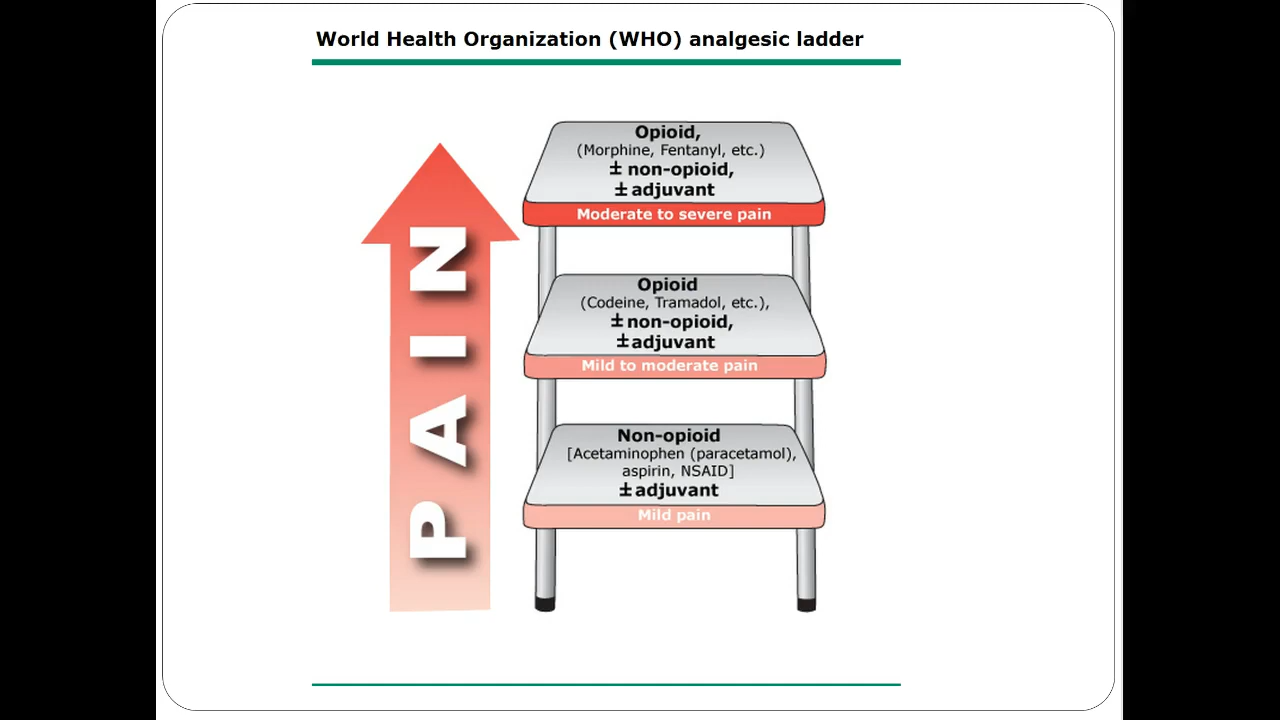 World Health Organization (WHO) analgesic ladder
PAIN
Opioid,
(Morphine, Fentanyl, etc.)
± non-opioid,
± adjuvant
Moderate to severe pain
Opioid
(Codeine, Tramadol, etc.),
± non-opioid,
± adjuvant
Mild to moderate pain
Non-opioid
[Acetaminophen (paracetamol),
aspirin, NSAID]
± adjuvant
Mild pain